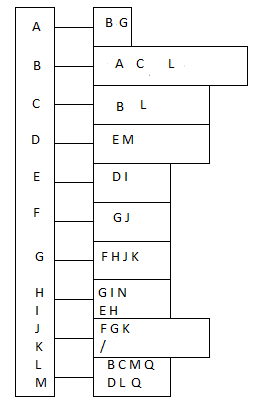 A B G
B A C L
C B L
D E M
E D I
F G J
G F H J K
H G I N
I E H
J F G K
K /
L B C M Q
M D L Q